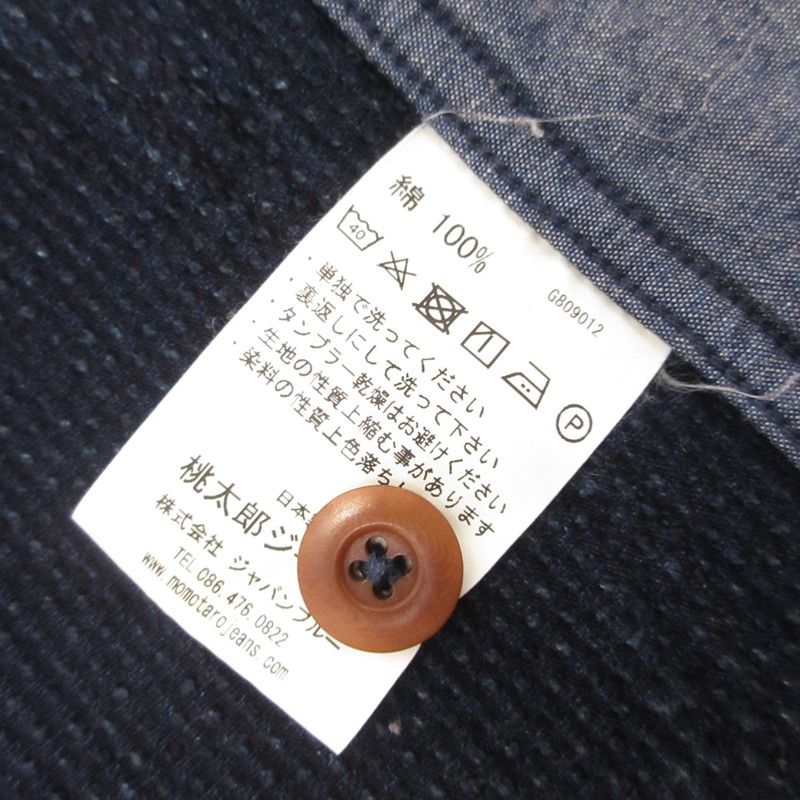 綿 100%
GB09012
40
P
・単独で洗ってください
・裏返しにして洗って下さい
・タンブラー乾燥はお避けください
・生地の性質上縮む事があります
・染料の性質上色落ち
日本
桃太郎ジ
株式会社 ジャパンブルー
TEL 086.476.0822
www.momotarojeans.com